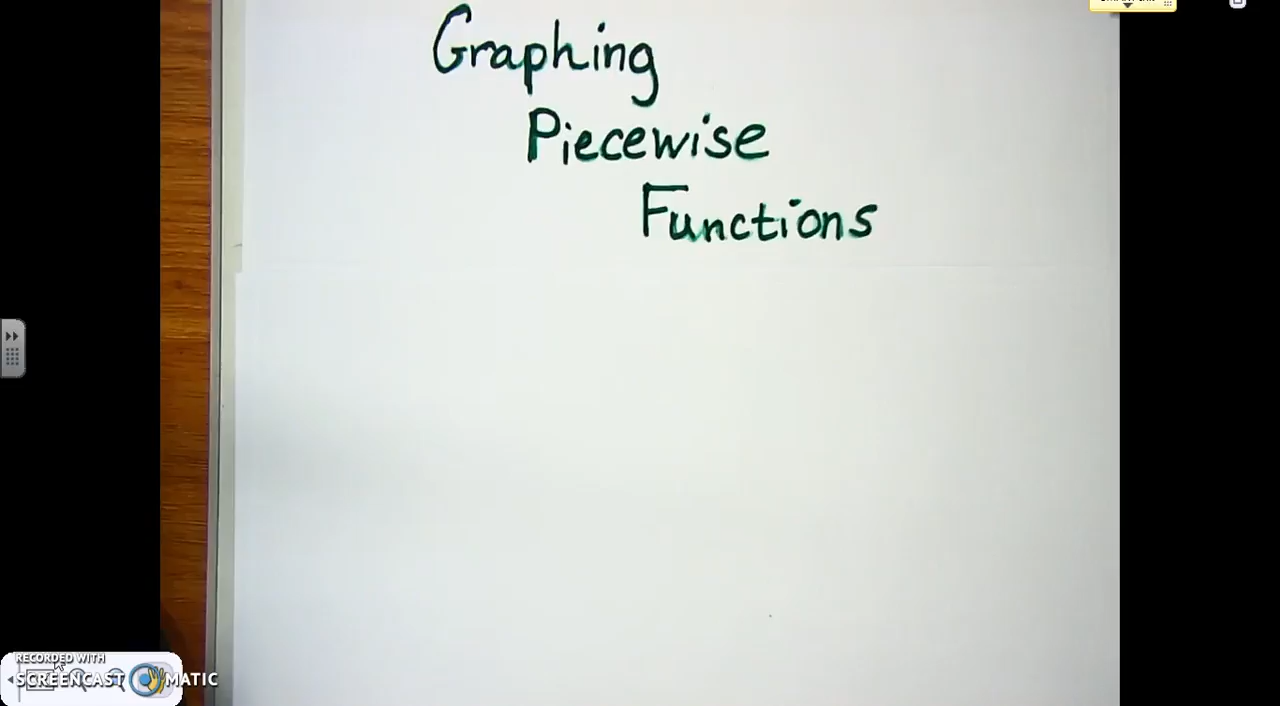 Graphing
Piecewise
Functions
RECORDED WITH
SCREENCAST MATIC